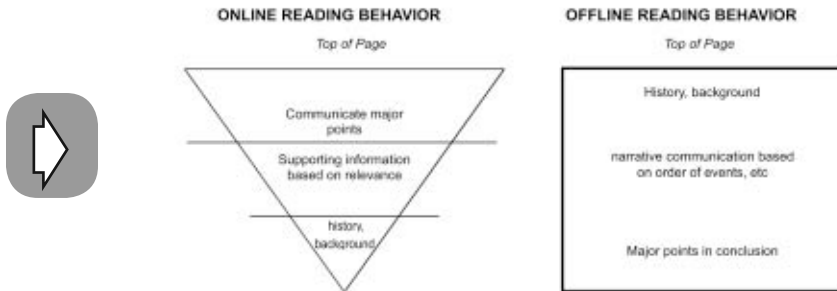 ONLINE READING BEHAVIOR
Top of Page
Communicate major
points
Supporting information
based on relevance
history,
background
OFFLINE READING BEHAVIOR
Top of Page
History, background
narrative communication based
on order of events, etc
Major points in conclusion